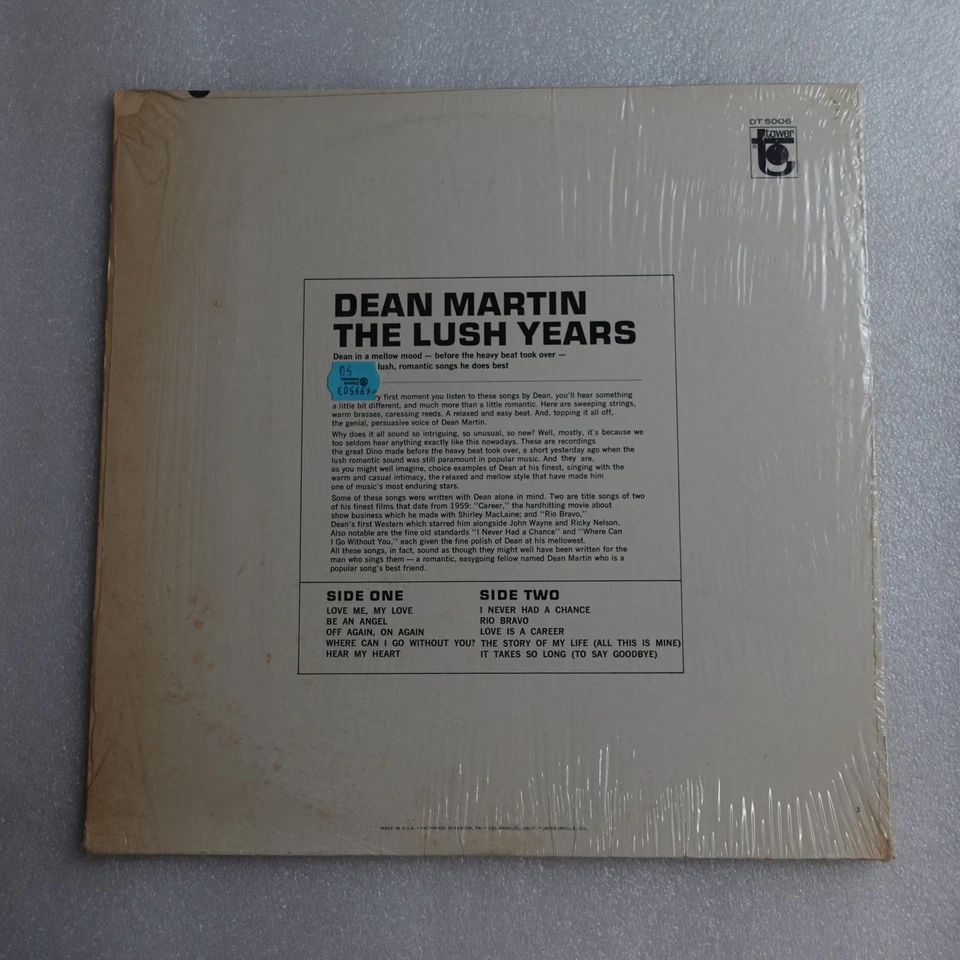 DT 5006
tower
DEAN MARTIN
THE LUSH YEARS
Dean in a mellow mood — before the heavy beat took over —
lush, romantic songs he does best
first moment you listen to these songs by Dean, you'll hear something
a little bit different, and much more than a little romantic. Here are sweeping strings,
warm brasses, caressing reeds. A relaxed and easy beat. And, topping it all off,
the genial, persuasive voice of Dean Martin.
Why does it all sound so intriguing, so unusual, so new? Well, mostly, it's because we
too seldom hear anything exactly like this nowadays. These are recordings
the great Dino made before the heavy beat took over, a short yesterday ago when the
lush romantic sound was still paramount in popular music. And they are,
as you might well imagine, choice examples of Dean at his finest, singing with the
warm and casual intimacy, the relaxed and mellow style that have made him
one of music's most enduring stars.
Some of these songs were written with Dean alone in mind. Two are title songs of two
of his finest films that date from 1959: "Career," the hardhitting movie about
show business which he made with Shirley MacLaine; and "Rio Bravo,"
Dean's first Western which starred him alongside John Wayne and Ricky Nelson.
Also notable are the fine old standards "I Never Had a Chance" and "Where Can
I Go Without You," each given the fine polish of Dean at his mellowest.
All these songs, in fact, sound as though they might well have been written for the
man who sings them — a romantic, easygoing fellow named Dean Martin who is a
popular song's best friend.
SIDE ONE
LOVE ME, MY LOVE
BE AN ANGEL
OFF AGAIN, ON AGAIN
WHERE CAN I GO WITHOUT YOU?
HEAR MY HEART
SIDE TWO
I NEVER HAD A CHANCE
RIO BRAVO
LOVE IS A CAREER
THE STORY OF MY LIFE (ALL THIS IS MINE)
IT TAKES SO LONG (TO SAY GOODBYE)
MADE IN U.S.A. • FACTORIES: SCRANTON, PA. — LOS ANGELES, CALIF. — JACKSONVILLE, ILL.